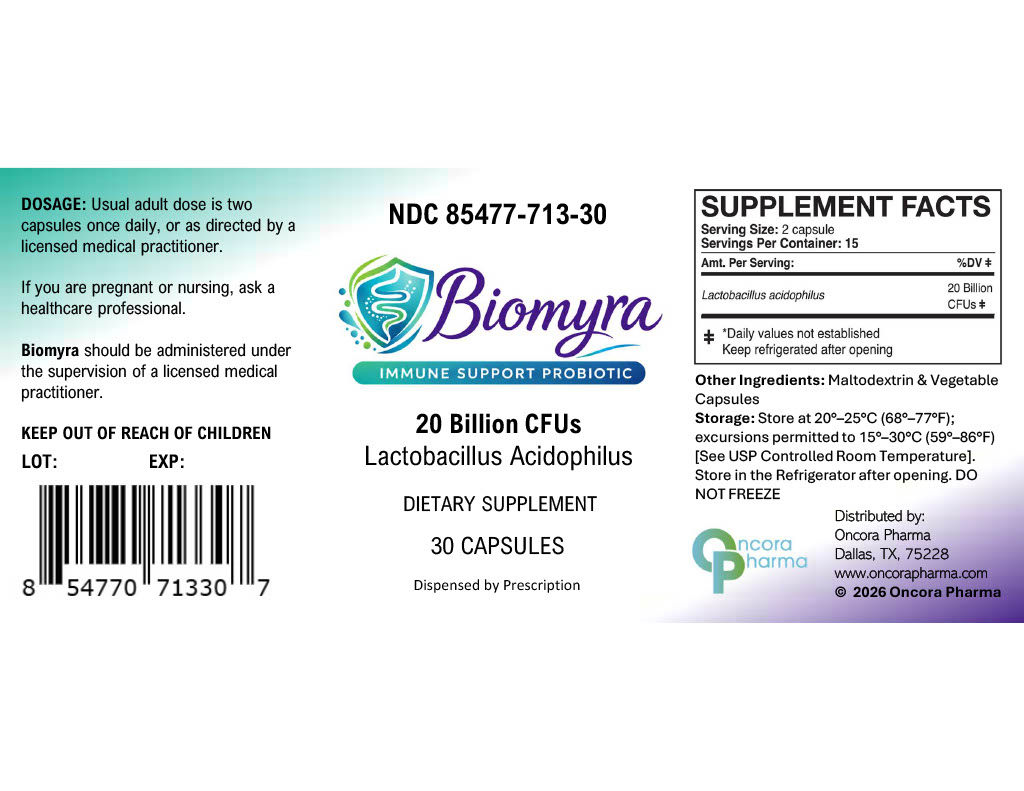 DOSAGE: Usual adult dose is two
capsules once daily, or as directed by a
licensed medical practitioner.
If you are pregnant or nursing, ask a
healthcare professional.
Biomyra should be administered under
the supervision of a licensed medical
practitioner.
KEEP OUT OF REACH OF CHILDREN
LOT: EXP:
8 54770 71330 7
NDC 85477-713-30
Biomyra
IMMUNE SUPPORT PROBIOTIC
20 Billion CFUs
Lactobacillus Acidophilus
DIETARY SUPPLEMENT
30 CAPSULES
Dispensed by Prescription
SUPPLEMENT FACTS
Serving Size: 2 capsule
Servings Per Container: 15
Amt. Per Serving: %DV ǂ
Lactobacillus acidophilus 20 Billion
CFUs ǂ
ǂ *Daily values not established
Keep refrigerated after opening
Other Ingredients: Maltodextrin & Vegetable
Capsules
Storage: Store at 20°–25°C (68°–77°F);
excursions permitted to 15°–30°C (59°–86°F)
[See USP Controlled Room Temperature].
Store in the Refrigerator after opening. DO
NOT FREEZE
Oncora
Pharma
Distributed by:
Oncora Pharma
Dallas, TX, 75228
www.oncorapharma.com
© 2026 Oncora Pharma